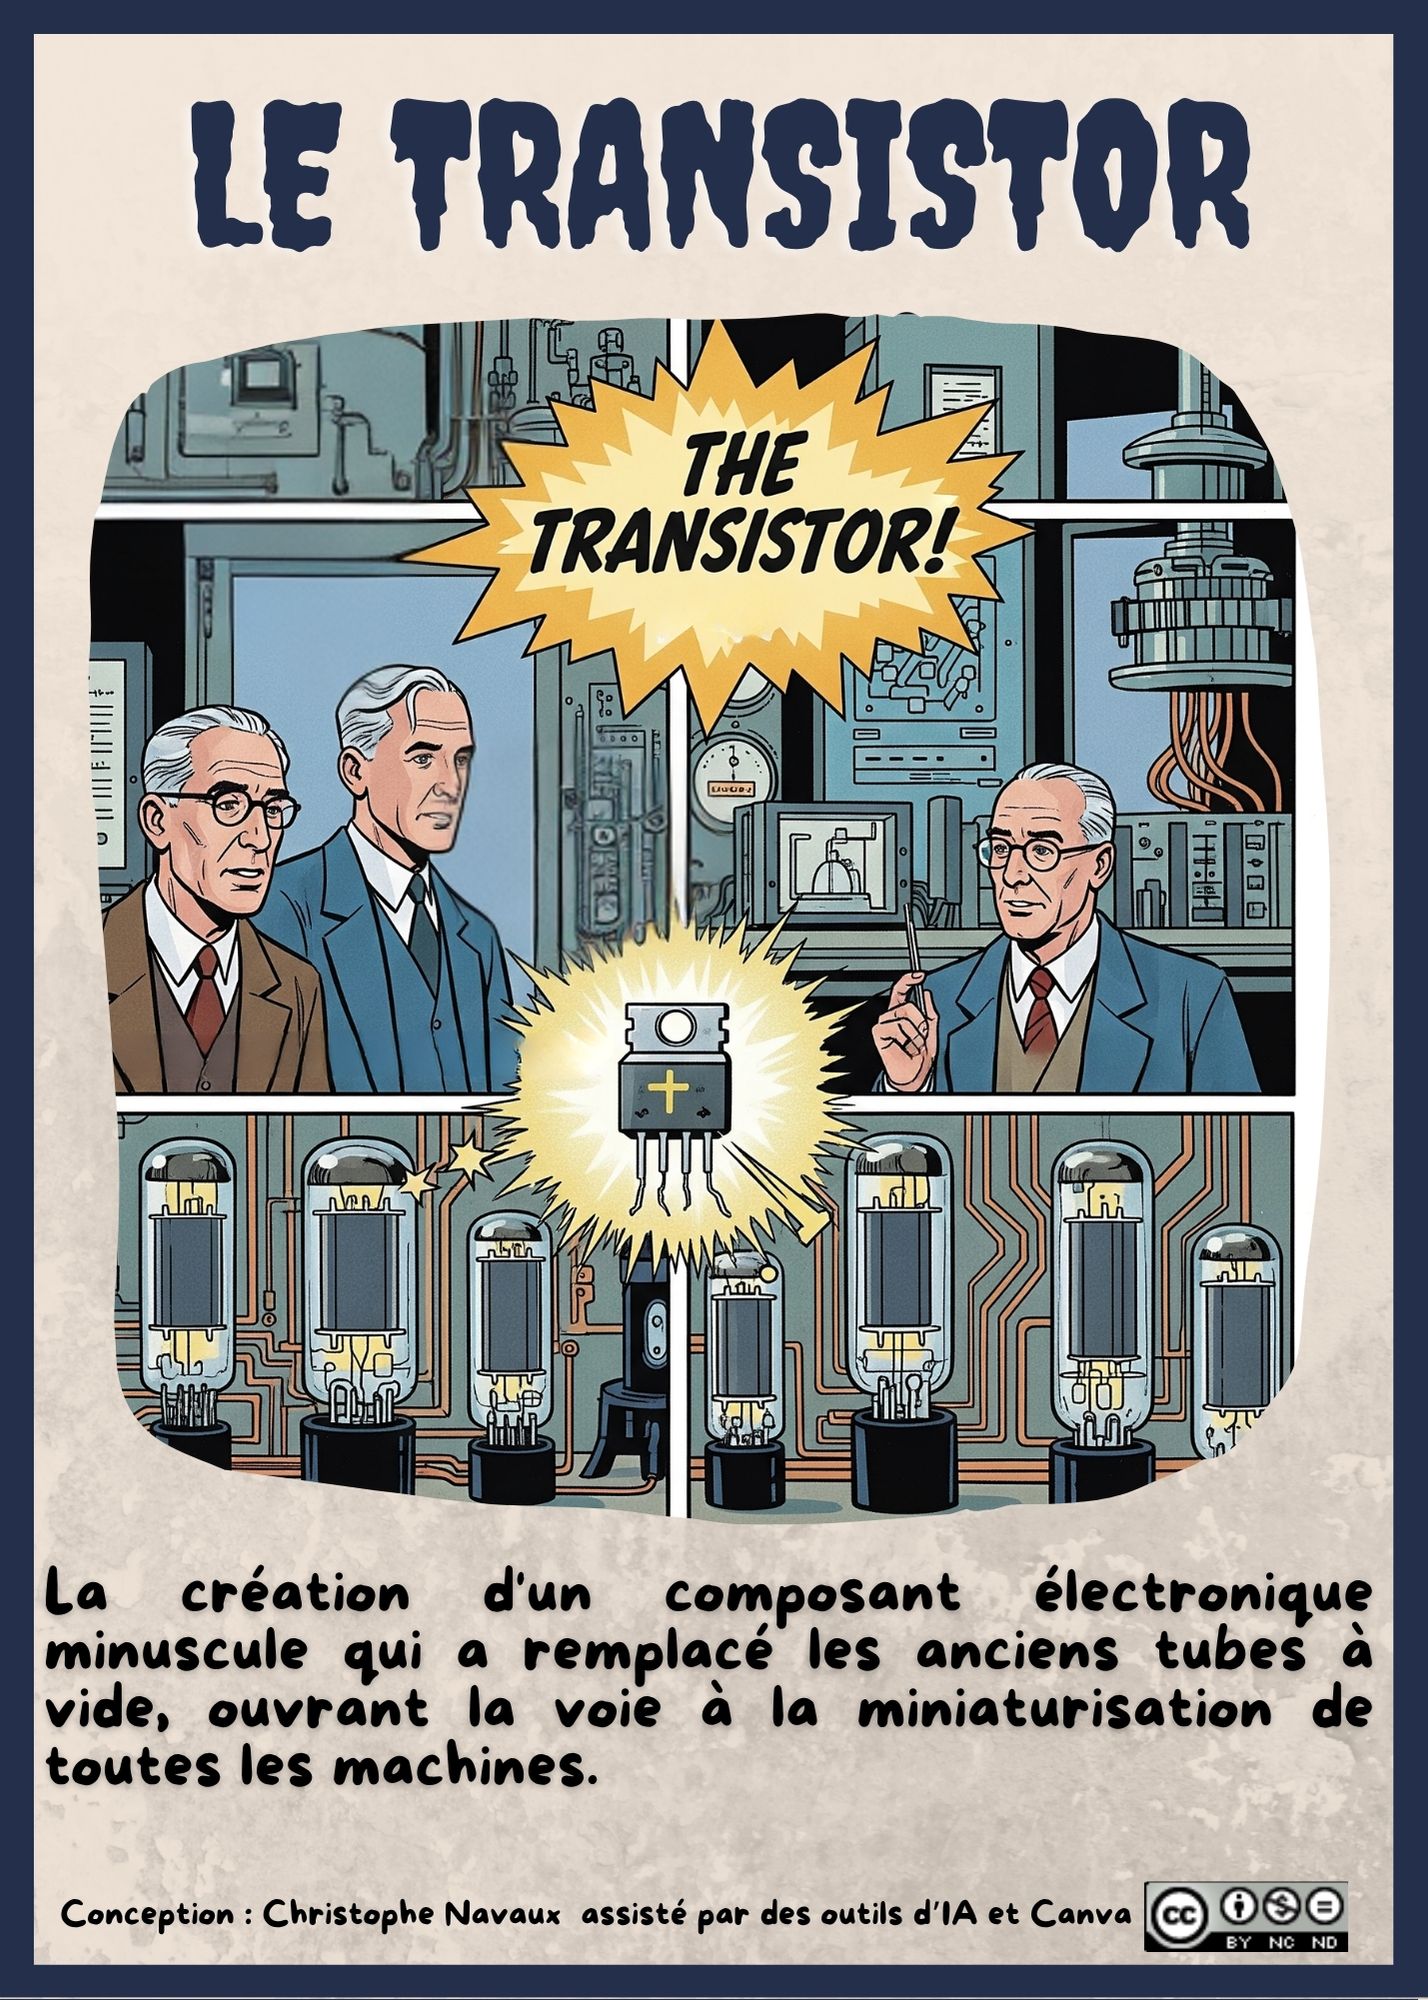 LE TRANSISTOR
THE
TRANSISTOR!
La création d'un composant électronique
minuscule qui a remplacé les anciens tubes à
vide, ouvrant la voie à la miniaturisation de
toutes les machines.
Conception : Christophe Navaux assisté par des outils d'IA et Canva
cc
BY NC ND